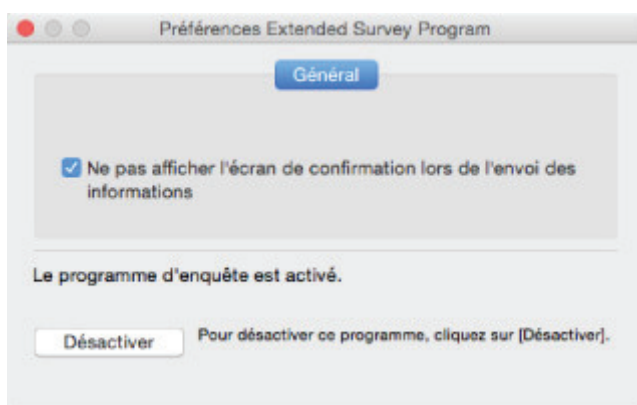 Préférences Extended Survey Program
Général
Ne pas afficher l'écran de confirmation lors de l'envoi des
informations
Le programme d'enquête est activé.
Désactiver
Pour désactiver ce programme, cliquez sur [Désactiver].